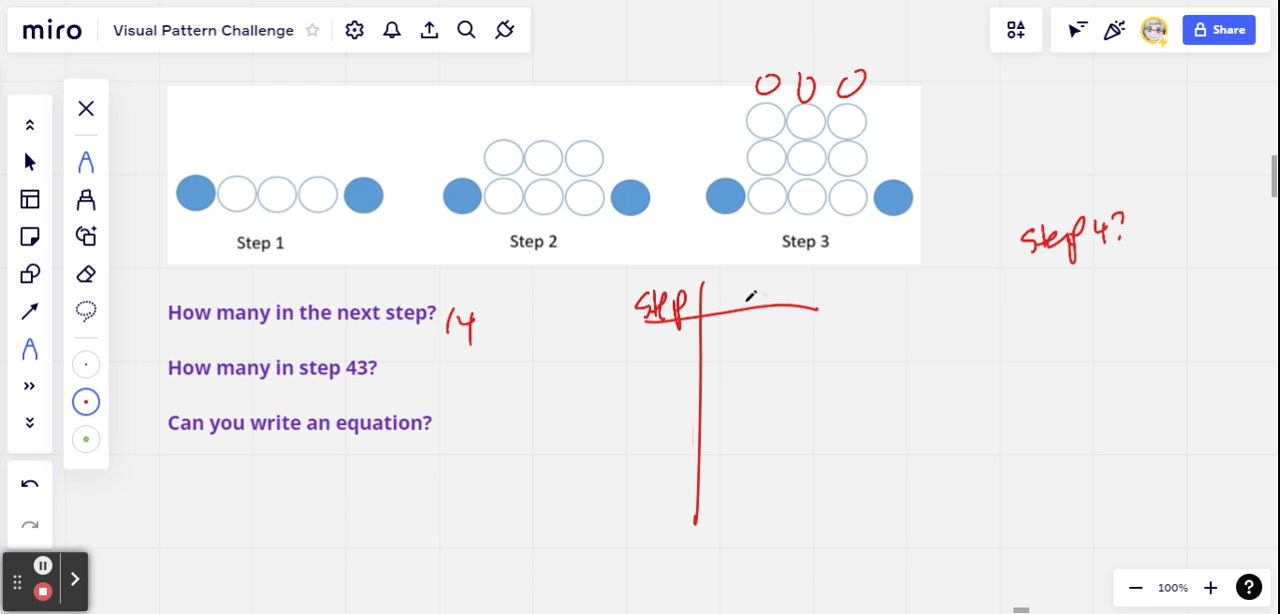 miro Visual Pattern Challenge Share
Step 1 Step 2 Step 3
step 4?
How many in the next step? 14
step
How many in step 43?
Can you write an equation?
100%